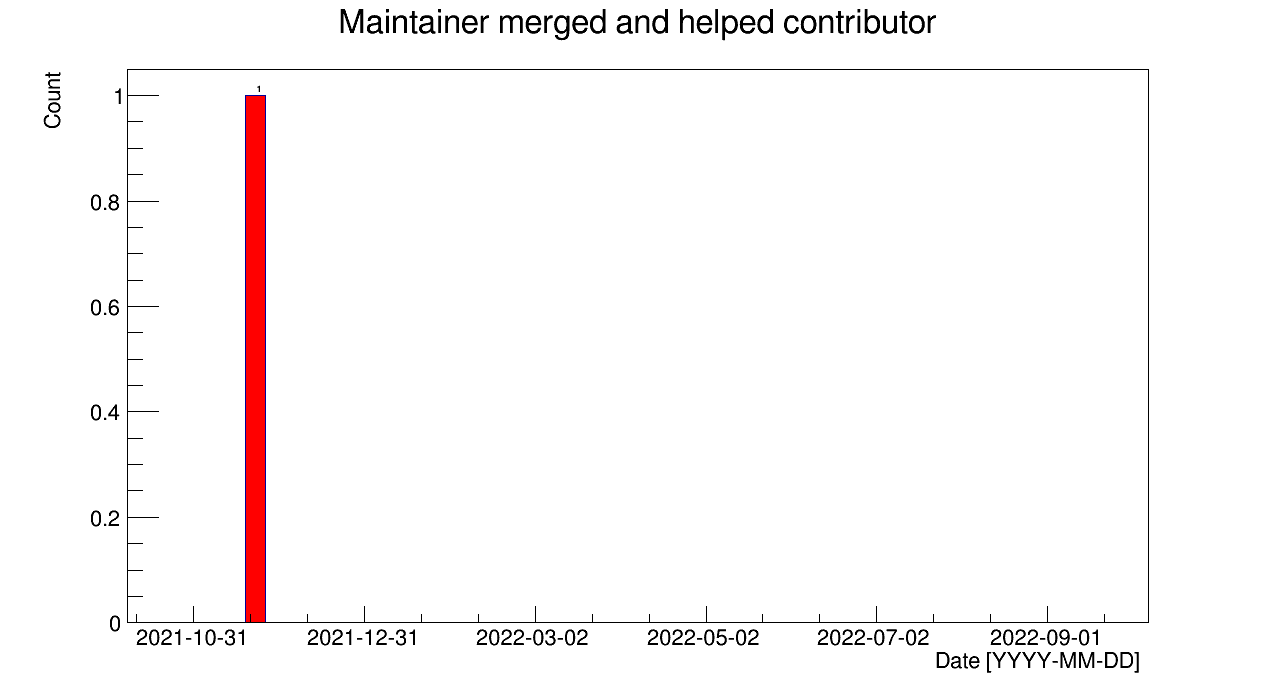 Maintainer merged and helped contributor
Count
1
1
0.8
0.6
0.4
0.2
0
2021-10-31 2021-12-31 2022-03-02 2022-05-02 2022-07-02 2022-09-01
Date [YYYY-MM-DD]